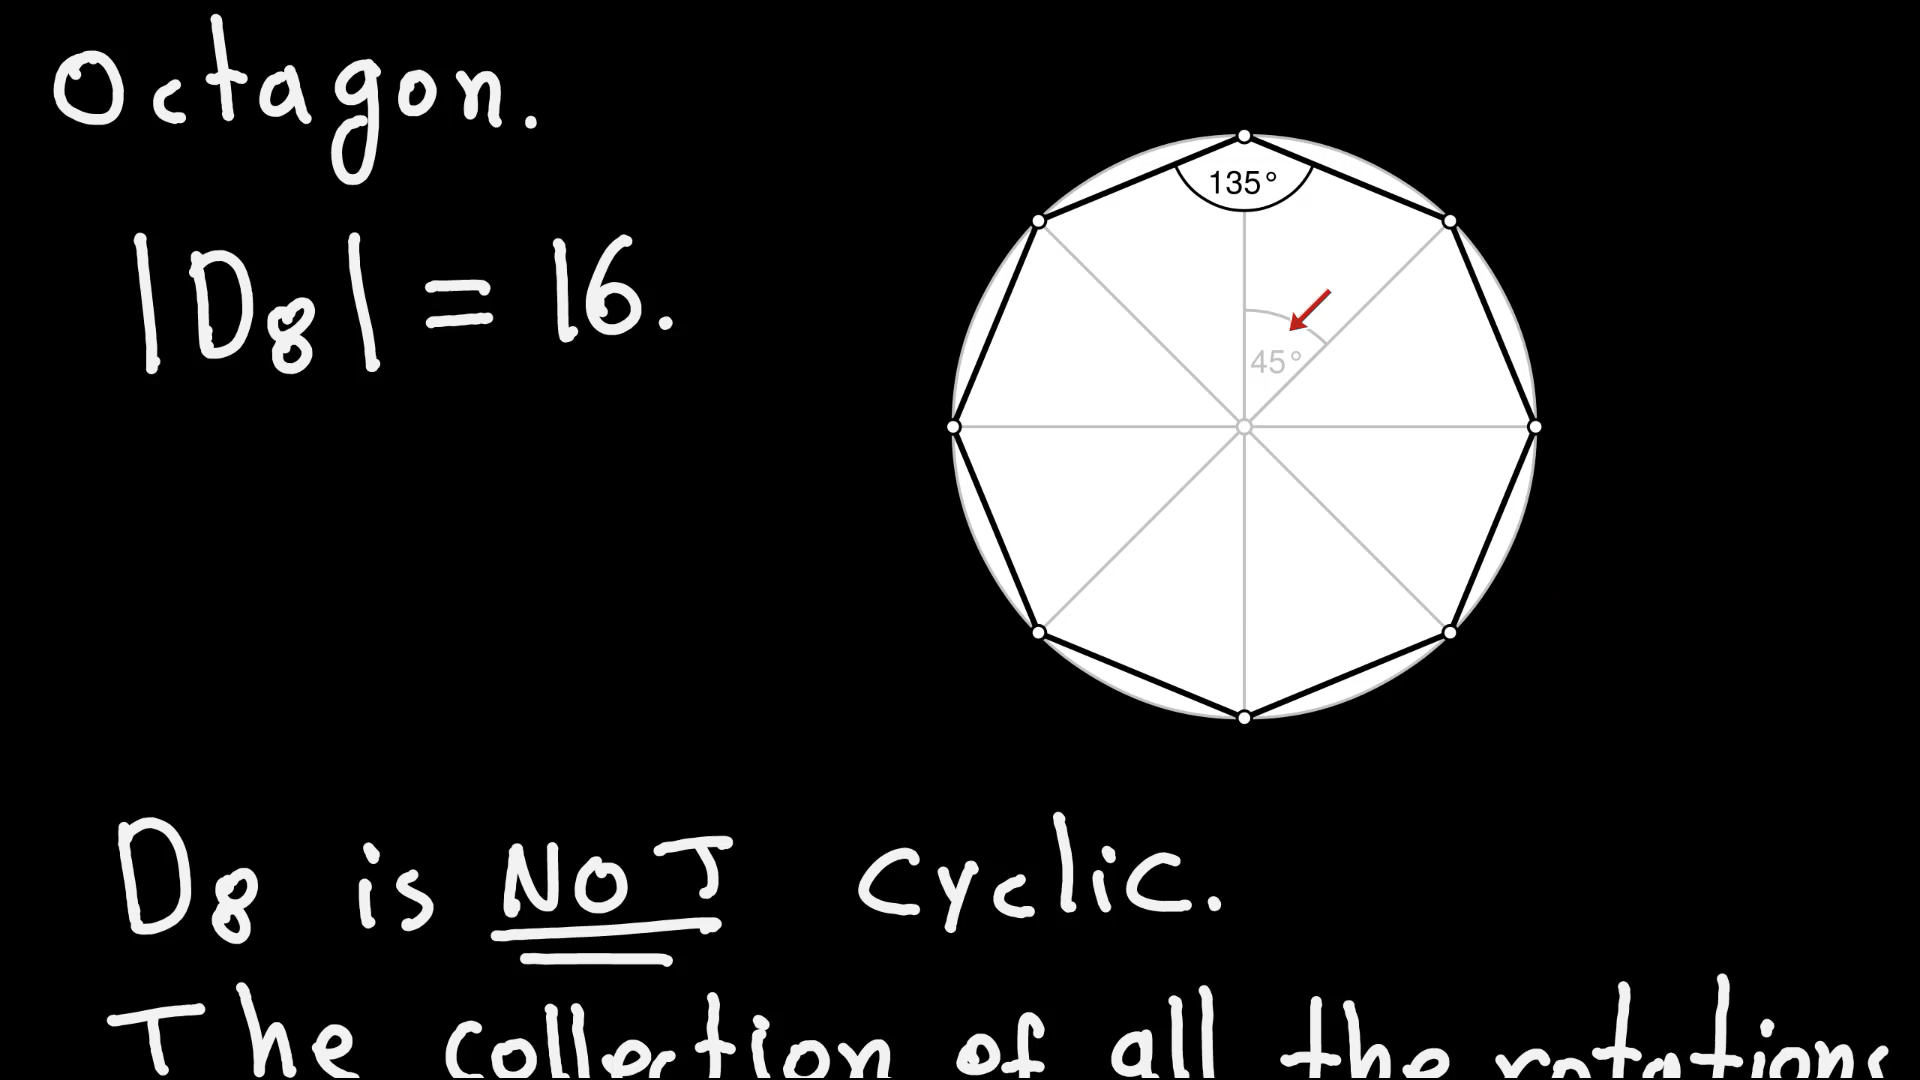 Octagon.
|D8| = 16.
135°
45°
D8 is NOT cyclic.
The collection of all the rotations